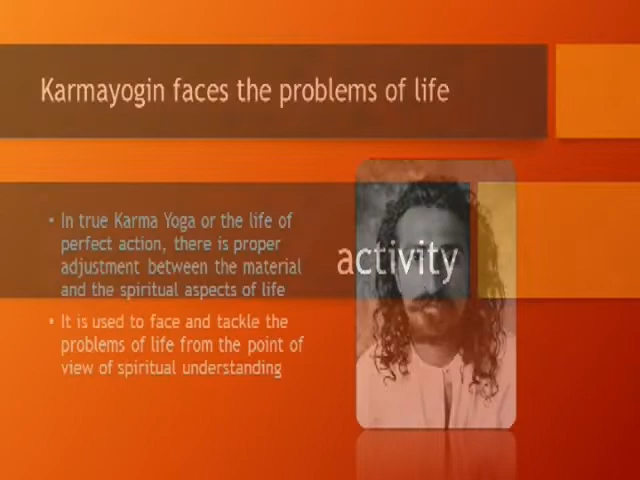 Karmayogin faces the problems of life
• In true Karma Yoga or the life of
perfect action, there is proper
adjustment between the material
and the spiritual aspects of life
• It is used to face and tackle the
problems of life from the point of
view of spiritual understanding
activity